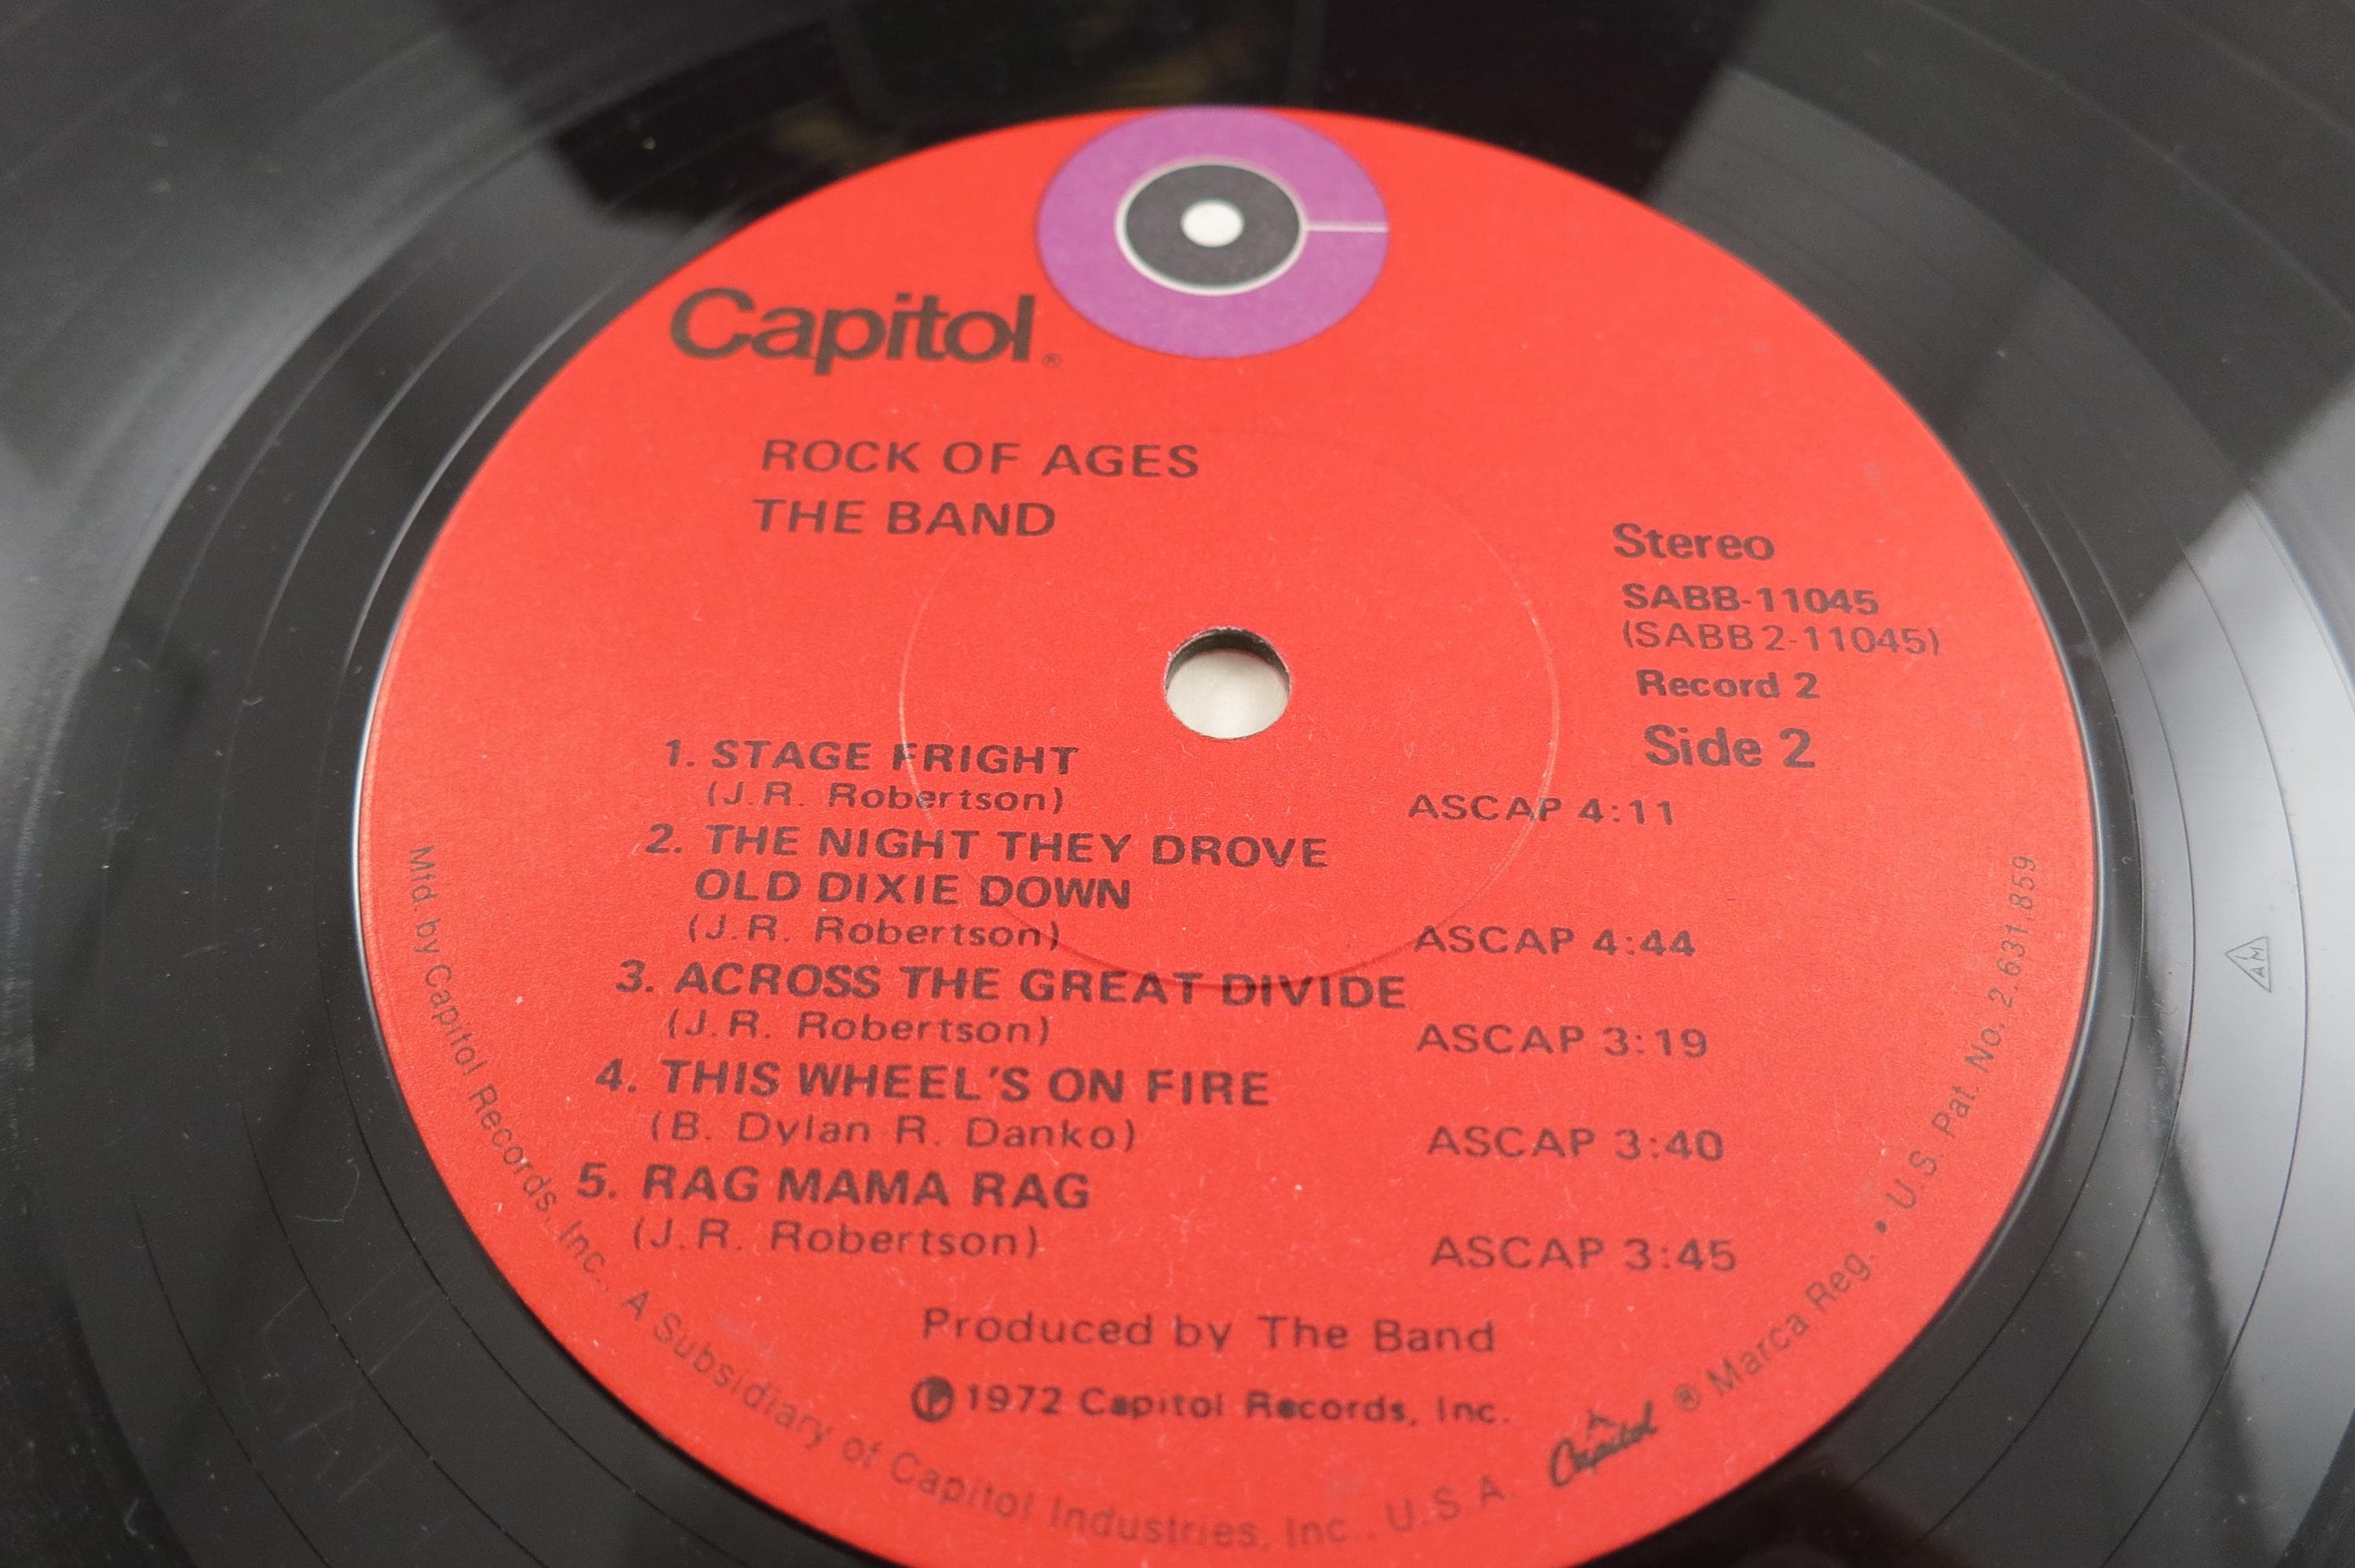 Capitol®
ROCK OF AGES
THE BAND
Stereo
SABB-11045
(SABB2-11045)
Record 2
Side 2
1. STAGE FRIGHT
(J.R. Robertson) ASCAP 4:11
2. THE NIGHT THEY DROVE
OLD DIXIE DOWN
(J.R. Robertson) ASCAP 4:44
3. ACROSS THE GREAT DIVIDE
(J.R. Robertson) ASCAP 3:19
4. THIS WHEEL'S ON FIRE
(B. Dylan R. Danko) ASCAP 3:40
5. RAG MAMA RAG
(J.R. Robertson) ASCAP 3:45
Produced by The Band
℗ 1972 Capitol Records, Inc.
Mfd. by Capitol Records, Inc., A Subsidiary of Capitol Industries, Inc., U.S.A. Capitol ® Marca Reg. • U.S. Pat. No. 2,631,859
IAM